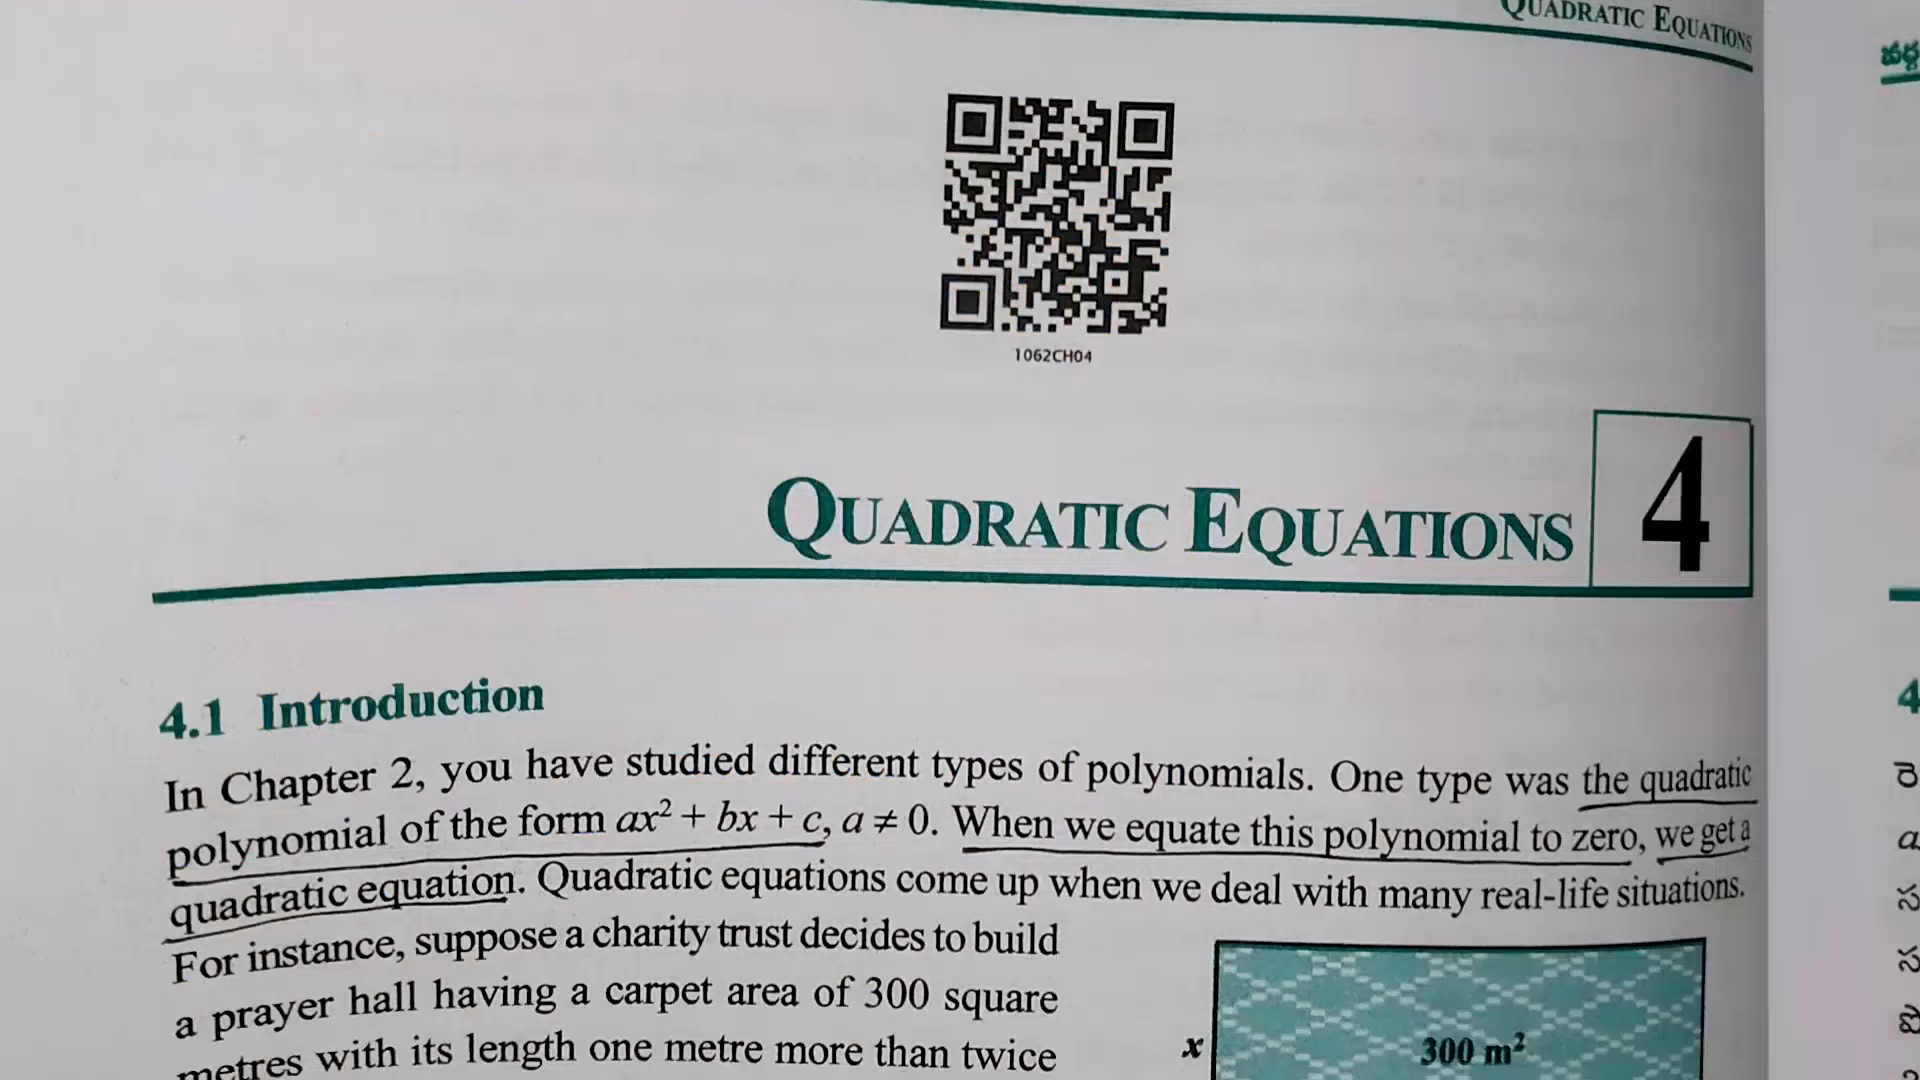 QUADRATIC EQUATIONS
1062CH04
QUADRATIC EQUATIONS 4
4.1 Introduction
In Chapter 2, you have studied different types of polynomials. One type was the quadratic
polynomial of the form ax² + bx + c, a ≠ 0. When we equate this polynomial to zero, we get a
quadratic equation. Quadratic equations come up when we deal with many real-life situations.
For instance, suppose a charity trust decides to build
a prayer hall having a carpet area of 300 square
metres with its length one metre more than twice
x
300 m²
4